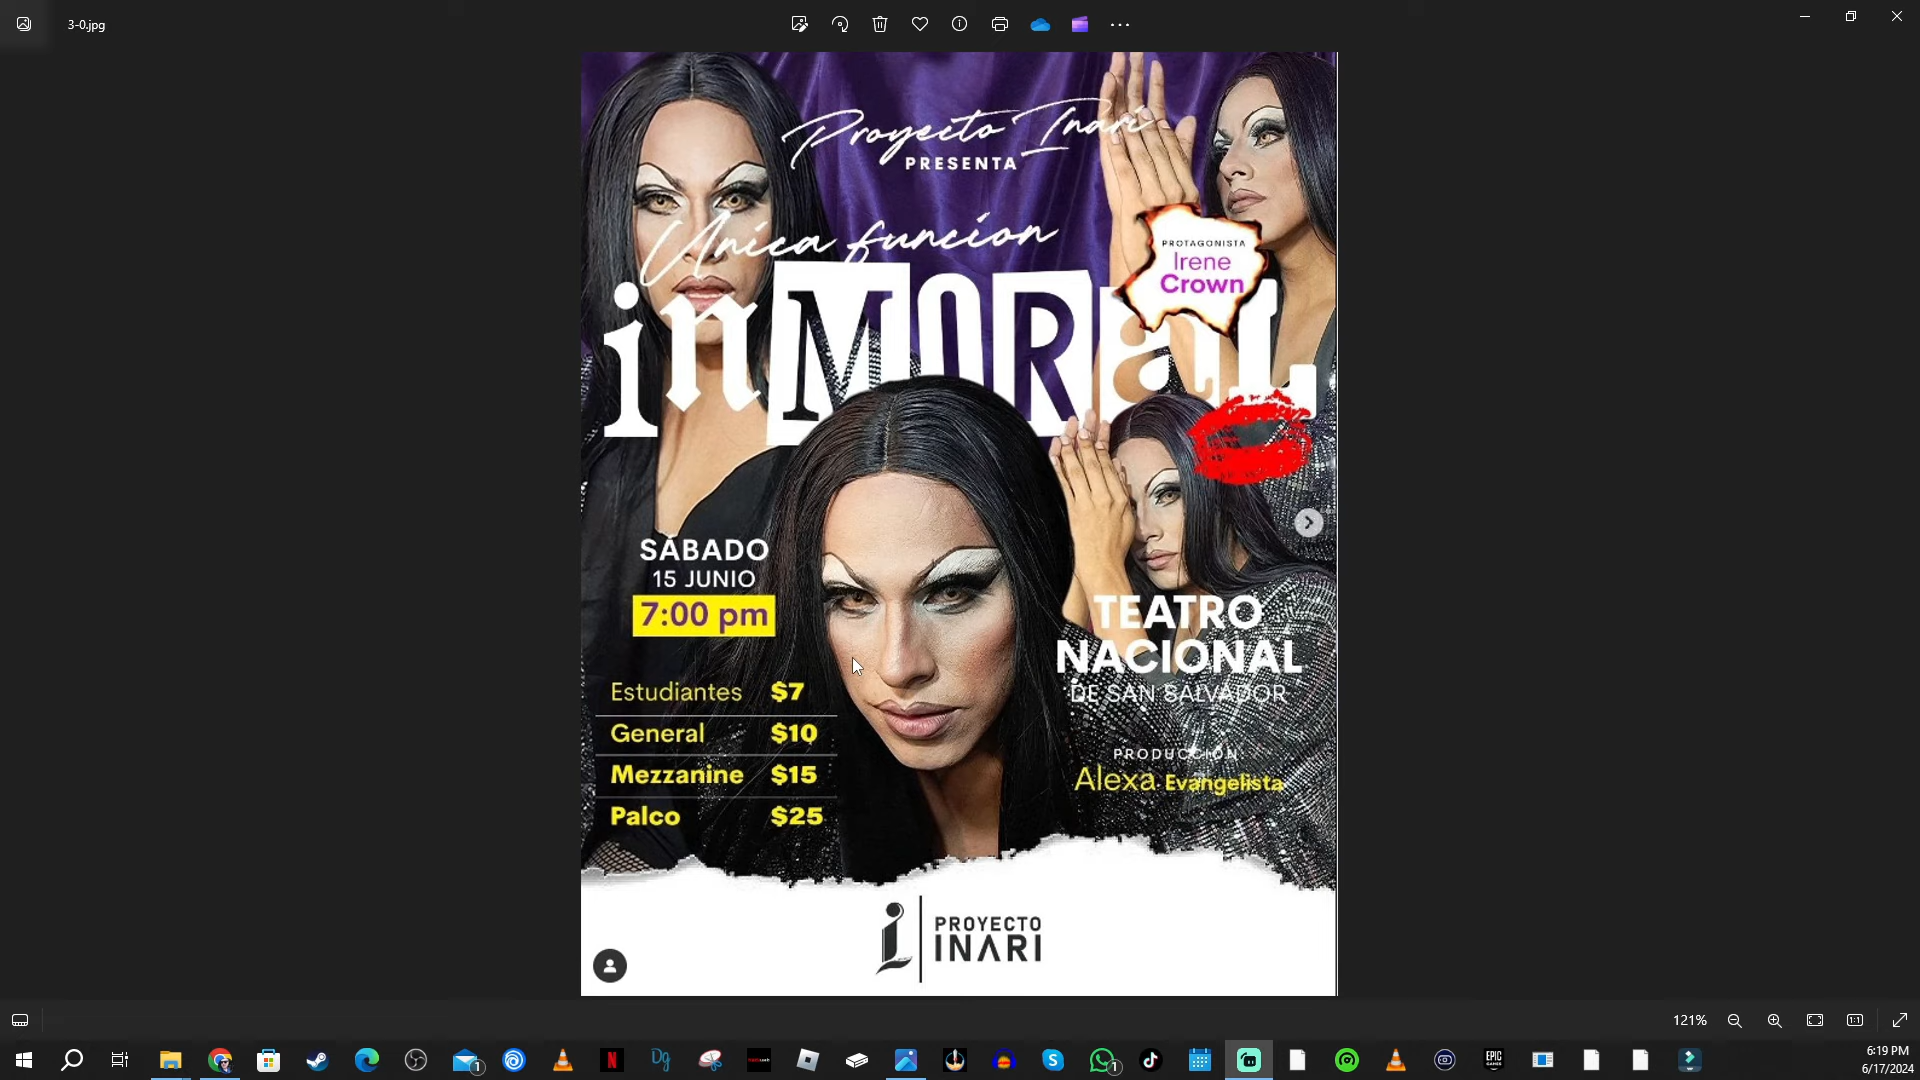 3-0.jpg
Proyecto Inari
PRESENTA
Unica funcion
PROTAGONISTA
Irene
Crown
inMORaL
SÁBADO
15 JUNIO
7:00 pm
Estudiantes $7
General $10
Mezzanine $15
Palco $25
TEATRO
NACIONAL
DE SAN SALVADOR
PRODUCCIÓN
Alexa Evangelista
PROYECTO
INARI
121%
6:19 PM
6/17/2024